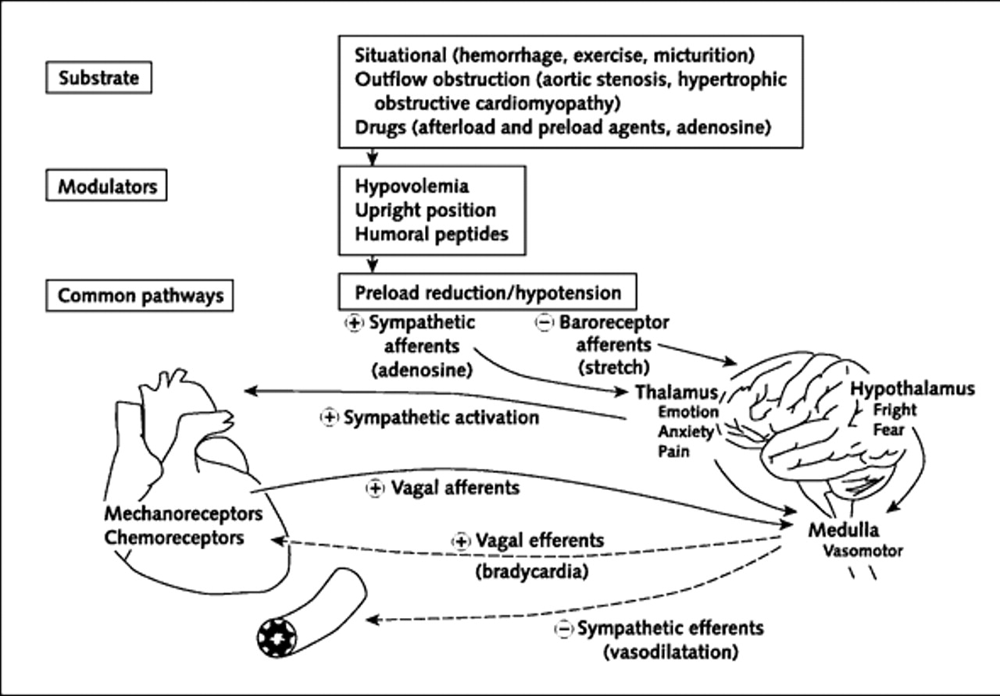 Substrate
Situational (hemorrhage, exercise, micturition)
Outflow obstruction (aortic stenosis, hypertrophic
obstructive cardiomyopathy)
Drugs (afterload and preload agents, adenosine)
Modulators
Hypovolemia
Upright position
Humoral peptides
Common pathways
Preload reduction/hypotension
+ Sympathetic
afferents
(adenosine)
− Baroreceptor
afferents
(stretch)
Thalamus
Emotion
Anxiety
Pain
Hypothalamus
Fright
Fear
+ Sympathetic activation
+ Vagal afferents
Mechanoreceptors
Chemoreceptors
+ Vagal efferents
(bradycardia)
Medulla
Vasomotor
− Sympathetic efferents
(vasodilatation)